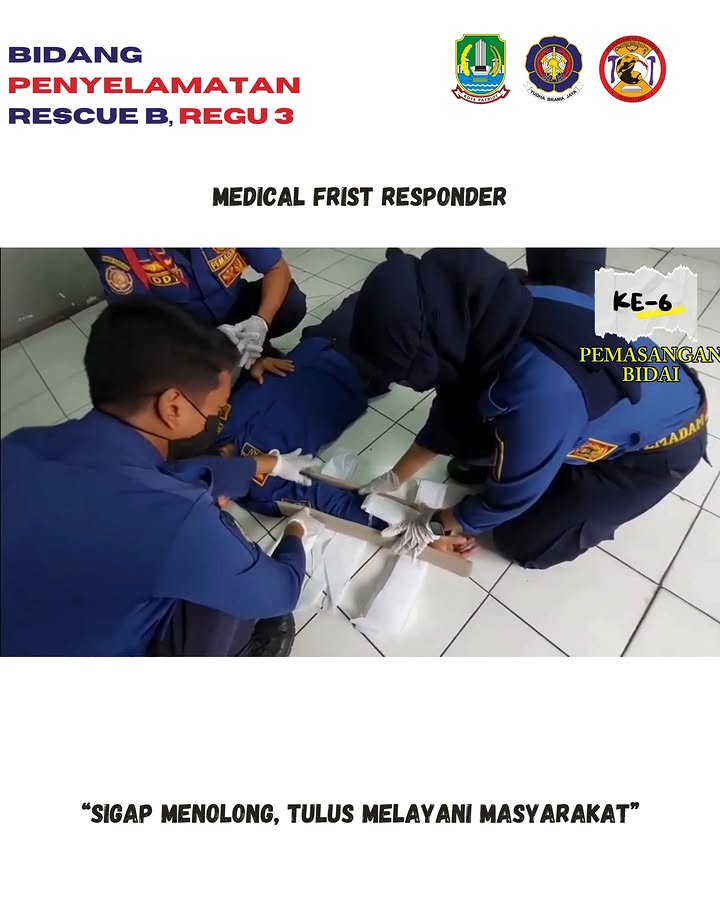 BIDANG
PENYELAMATAN
RESCUE B, REGU 3
KOTA PATRIOT
YUDHA BRAMA JAYA
MEDICAL FRIST RESPONDER
KE-6
PEMASANGAN
BIDAI
PEMADAM
“SIGAP MENOLONG, TULUS MELAYANI MASYARAKAT”